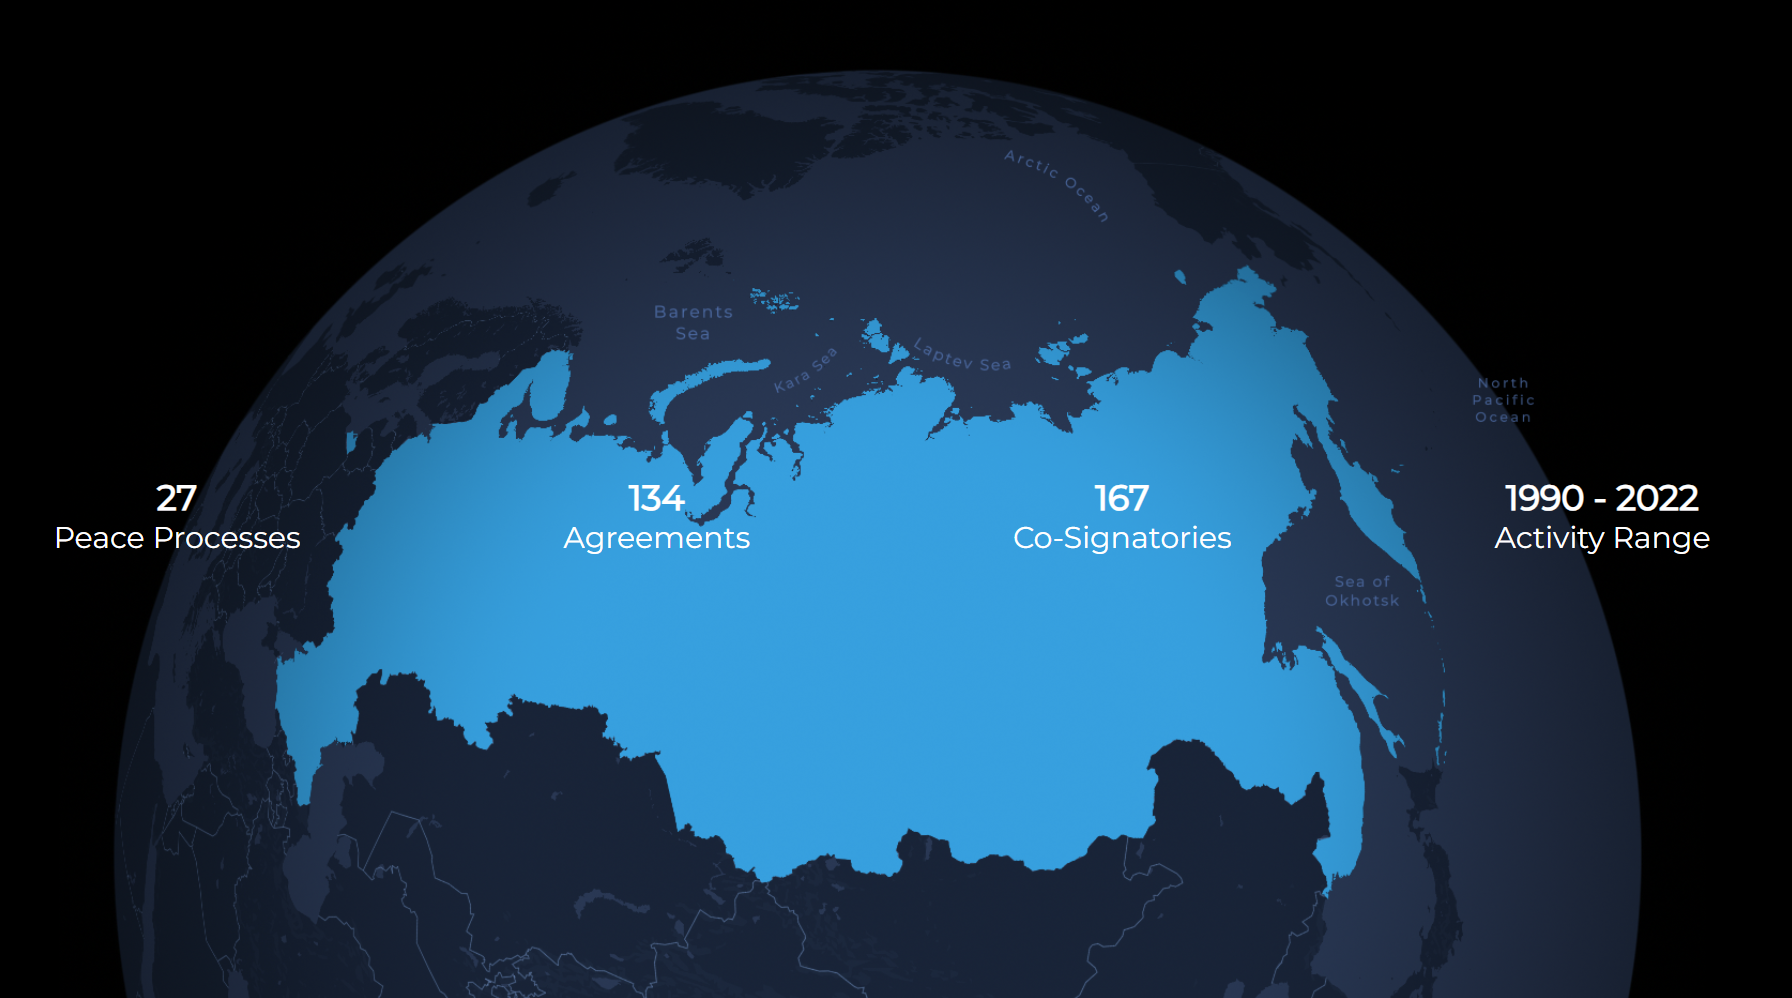 Arctic Ocean
Barents
Sea
Kara Sea
Laptev Sea
North
Pacific
Ocean
27
Peace Processes
134
Agreements
167
Co-Signatories
1990 - 2022
Activity Range
Sea of
Okhotsk